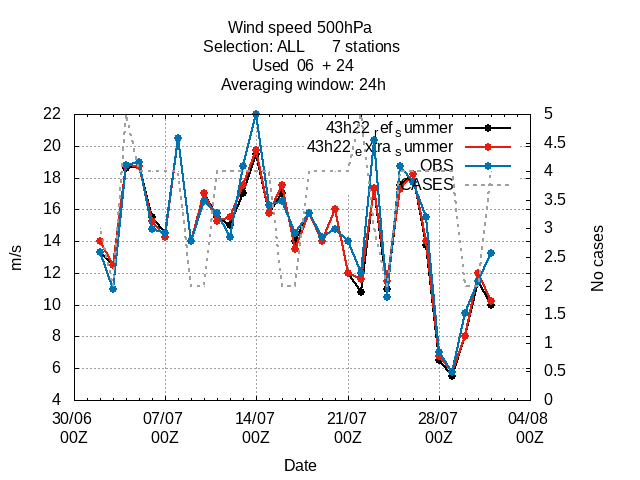 Wind speed 500hPa
Selection: ALL 7 stations
Used 06 + 24
Averaging window: 24h
43h22_ref_summer
43h22_extra_summer
OBS
CASES
22
20
18
16
14
12
10
8
6
4
m/s
5
4.5
4
3.5
3
2.5
2
1.5
1
0.5
0
No cases
30/06 07/07 14/07 21/07 28/07 04/08
00Z 00Z 00Z 00Z 00Z 00Z
Date